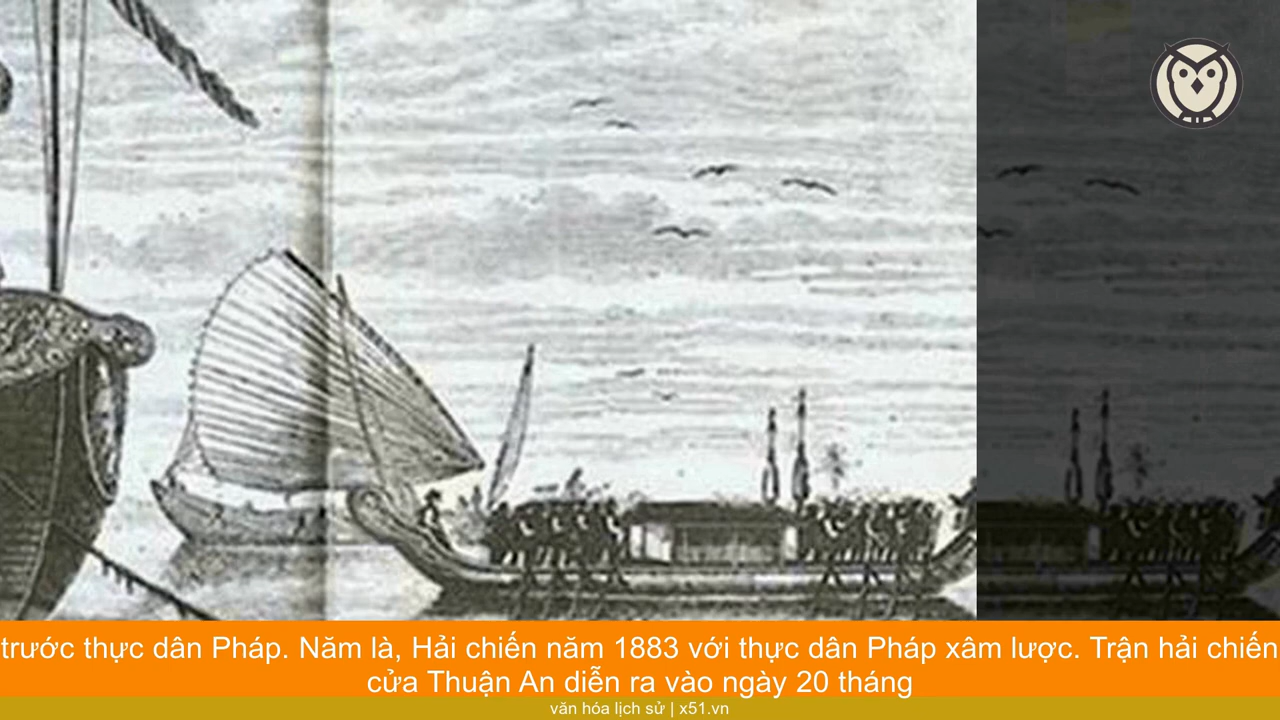 trước thực dân Pháp. Năm là, Hải chiến năm 1883 với thực dân Pháp xâm lược. Trận hải chiến
cửa Thuận An diễn ra vào ngày 20 tháng
văn hóa lịch sử | x51.vn